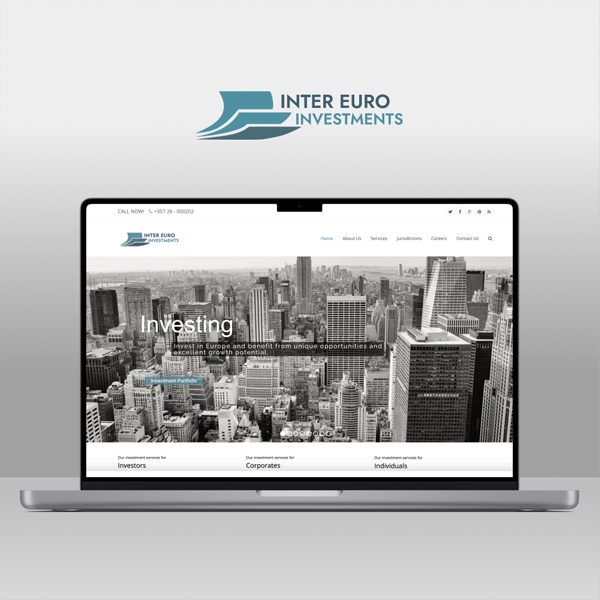 INTER EURO
INVESTMENTS
CALL NOW! +357 26 - 000202
INTER EURO
INVESTMENTS
Home About Us Services Jurisdictions Careers Contact Us
Investing
Invest in Europe and benefit from unique opportunities and
excellent growth potential.
Investment Portfolio
Our investment services for Our investment services for Our investment services for
Investors Corporates Individuals